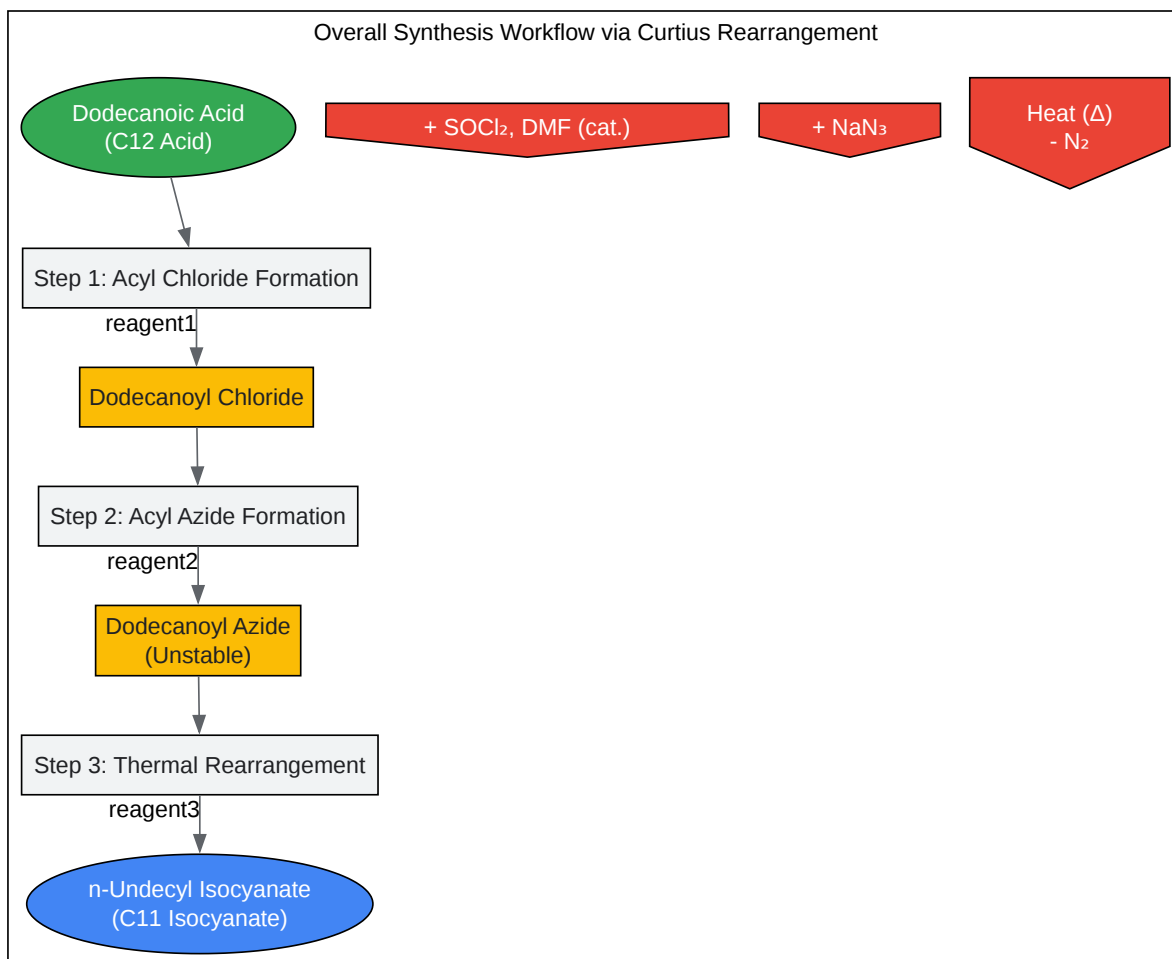 Overall Synthesis Workflow via Curtius Rearrangement
Dodecanoic Acid
(C12 Acid)
+ SOCl₂, DMF (cat.)
+ NaN₃
Heat (Δ)
- N₂
Step 1: Acyl Chloride Formation
reagent1
Dodecanoyl Chloride
Step 2: Acyl Azide Formation
reagent2
Dodecanoyl Azide
(Unstable)
Step 3: Thermal Rearrangement
reagent3
n-Undecyl Isocyanate
(C11 Isocyanate)